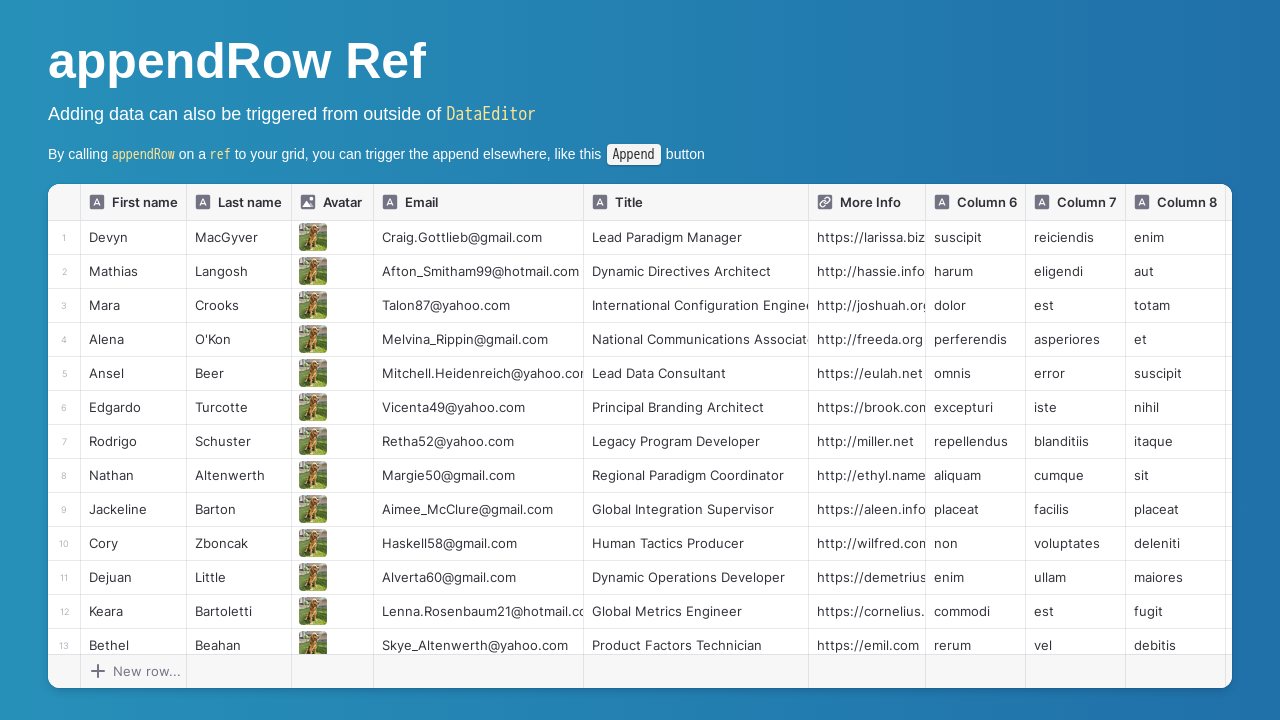 appendRow Ref
Adding data can also be triggered from outside of DataEditor
By calling appendRow on a ref to your grid, you can trigger the append elsewhere, like this Append button
First name Last name Avatar Email Title More Info Column 6 Column 7 Column 8
1 Devyn MacGyver Craig.Gottlieb@gmail.com Lead Paradigm Manager https://larissa.biz suscipit reiciendis enim
2 Mathias Langosh Afton_Smitham99@hotmail.com Dynamic Directives Architect http://hassie.info harum eligendi aut
3 Mara Crooks Talon87@yahoo.com International Configuration Enginee http://joshuah.org dolor est totam
4 Alena O'Kon Melvina_Rippin@gmail.com National Communications Associate http://freeda.org perferendis asperiores et
5 Ansel Beer Mitchell.Heidenreich@yahoo.com Lead Data Consultant https://eulah.net omnis error suscipit
6 Edgardo Turcotte Vicenta49@yahoo.com Principal Branding Architect https://brook.com excepturi iste nihil
7 Rodrigo Schuster Retha52@yahoo.com Legacy Program Developer http://miller.net repellendus blanditiis itaque
8 Nathan Altenwerth Margie50@gmail.com Regional Paradigm Coordinator http://ethyl.name aliquam cumque sit
9 Jackeline Barton Aimee_McClure@gmail.com Global Integration Supervisor https://aleen.info placeat facilis placeat
10 Cory Zboncak Haskell58@gmail.com Human Tactics Producer http://wilfred.com non voluptates deleniti
11 Dejuan Little Alverta60@gmail.com Dynamic Operations Developer https://demetrius enim ullam maiores
12 Keara Bartoletti Lenna.Rosenbaum21@hotmail.co Global Metrics Engineer https://cornelius. commodi est fugit
13 Bethel Beahan Skye_Altenwerth@yahoo.com Product Factors Technician https://emil.com rerum vel debitis
New row...